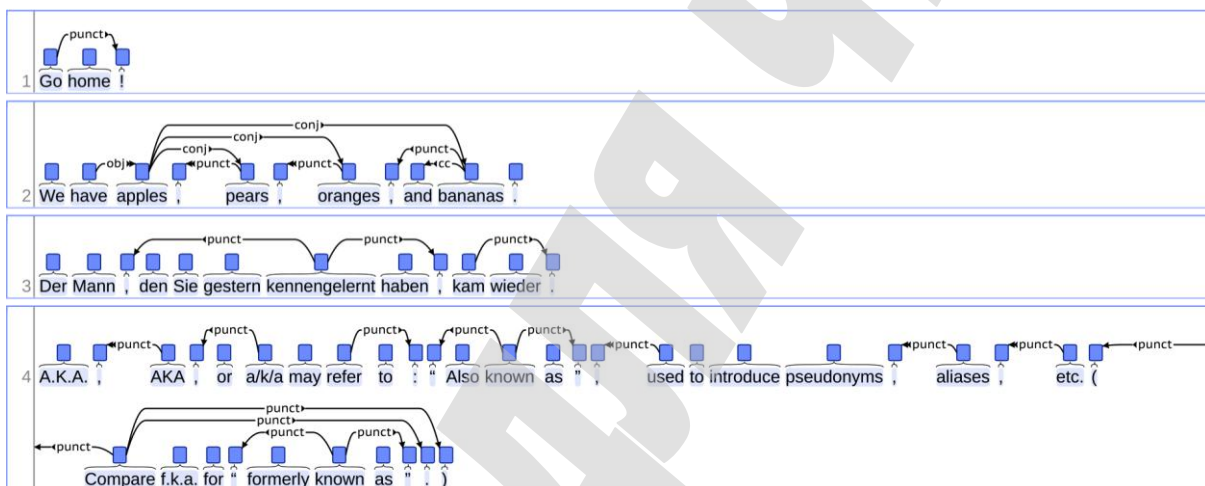 punct
1 Go home !
conj
conj
conj punct
obj punct punct cc
2 We have apples , pears , oranges , and bananas .
punct punct punct
3 Der Mann , den Sie gestern kennengelernt haben , kam wieder .
punct punct punct punct punct punct punct punct punct
4 A.K.A. , AKA , or a/k/a may refer to : “ Also known as ” , used to introduce pseudonyms , aliases , etc. (
punct
punct
punct punct punct
Compare f.k.a. for “ formerly known as ” . )
для ч